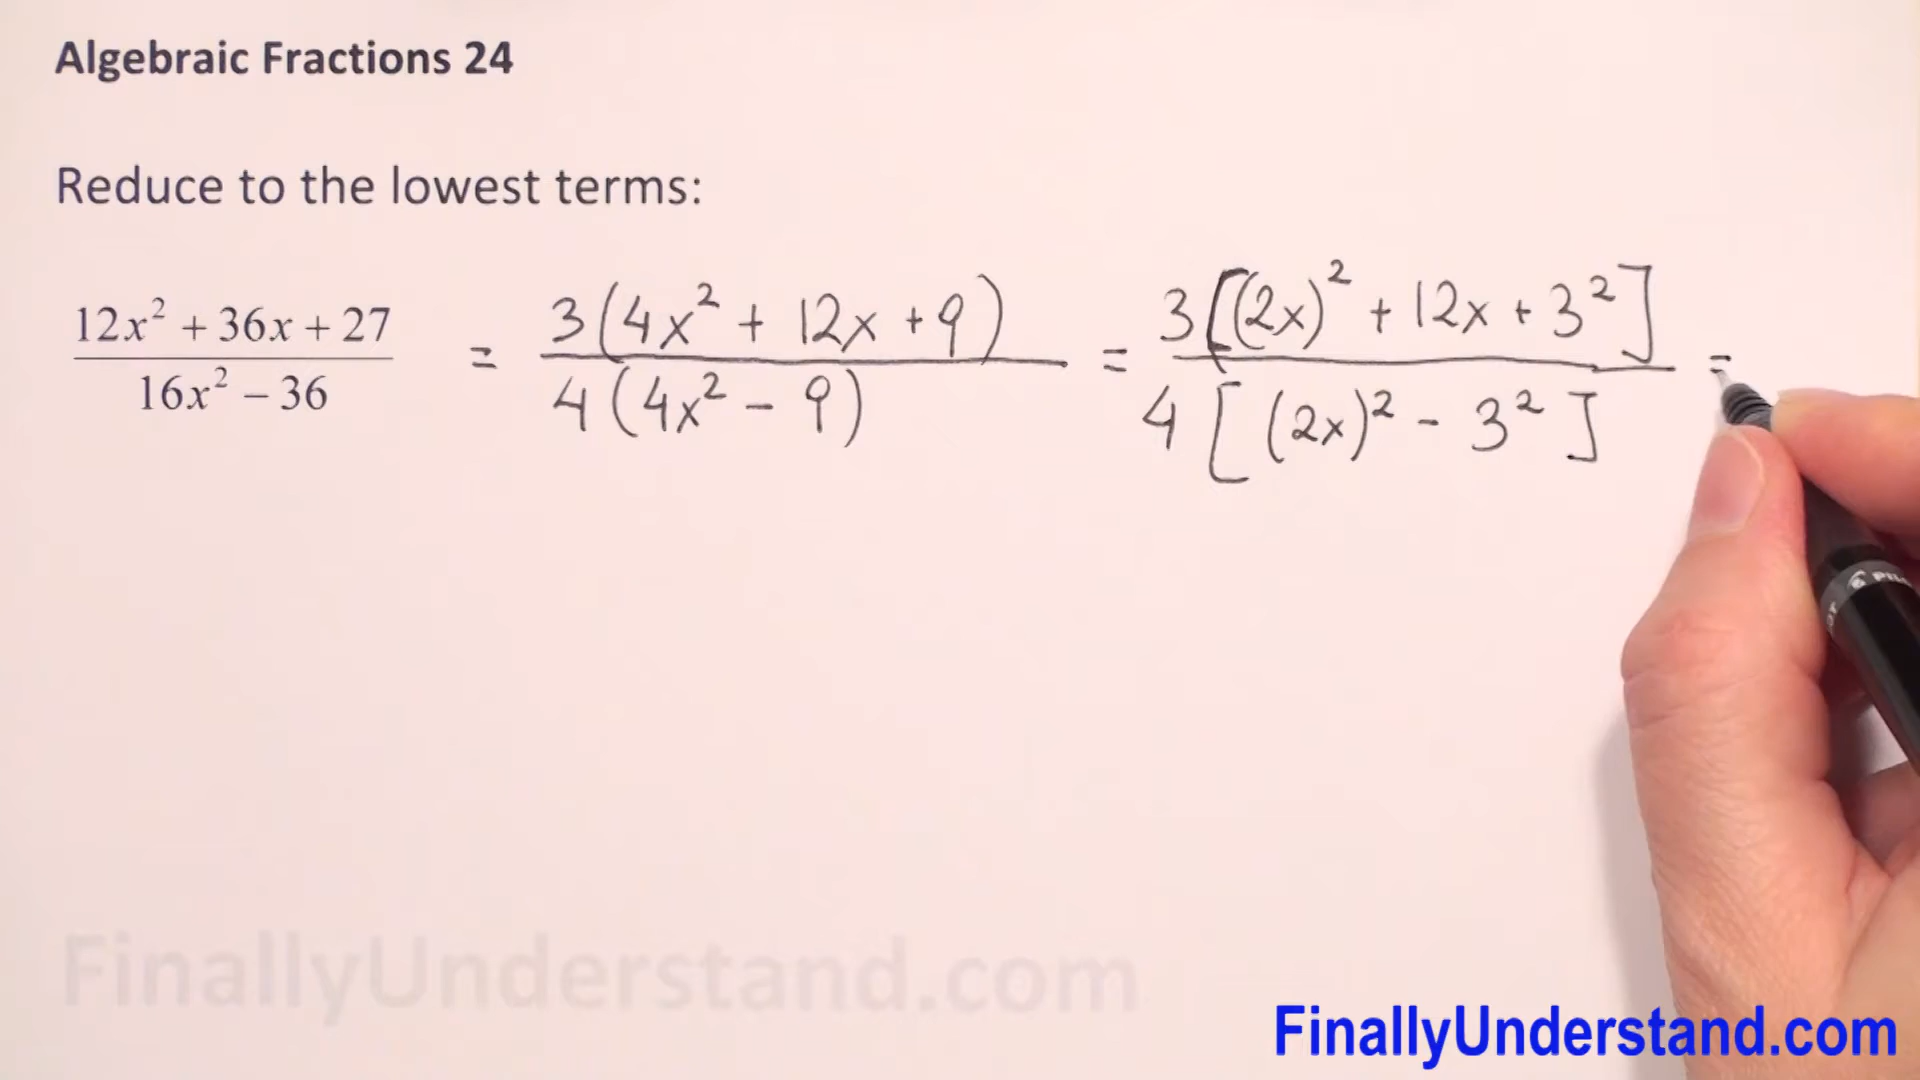 Algebraic Fractions 24
Reduce to the lowest terms:
12x² + 36x + 27 / 16x² − 36 = 3(4x² + 12x + 9) / 4(4x² − 9) = 3[(2x)² + 12x + 3²] / 4[(2x)² − 3²] =
FinallyUnderstand.com
FinallyUnderstand.com